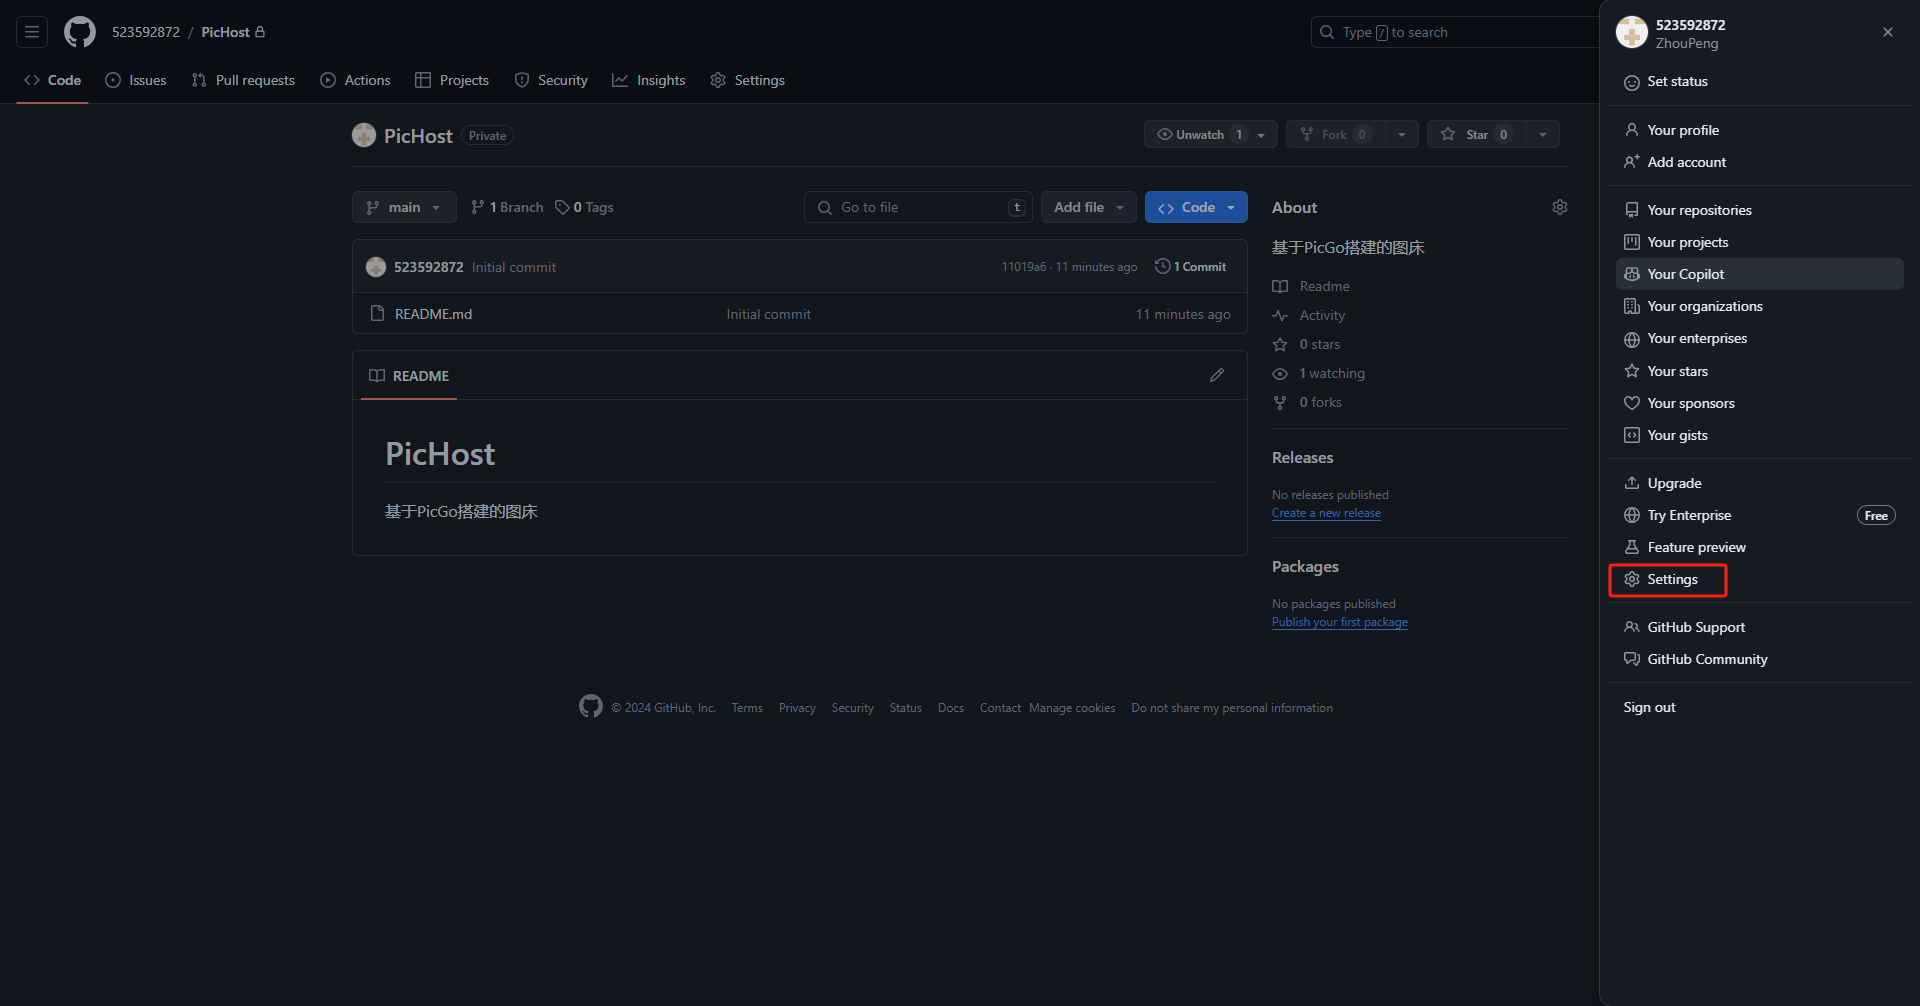 523592872 / PicHost
Type / to search
Code Issues Pull requests Actions Projects Security Insights Settings
PicHost Private
Unwatch 1 Fork 0 Star 0
main 1 Branch 0 Tags Go to file t Add file Code
523592872 Initial commit 11019a6 · 11 minutes ago 1 Commit
README.md Initial commit 11 minutes ago
README
PicHost
基于PicGo搭建的图床
About
基于PicGo搭建的图床
Readme
Activity
0 stars
1 watching
0 forks
Releases
No releases published
Create a new release
Packages
No packages published
Publish your first package
© 2024 GitHub, Inc. Terms Privacy Security Status Docs Contact Manage cookies Do not share my personal information
523592872
ZhouPeng
Set status
Your profile
Add account
Your repositories
Your projects
Your Copilot
Your organizations
Your enterprises
Your stars
Your sponsors
Your gists
Upgrade
Try Enterprise Free
Feature preview
Settings
GitHub Support
GitHub Community
Sign out